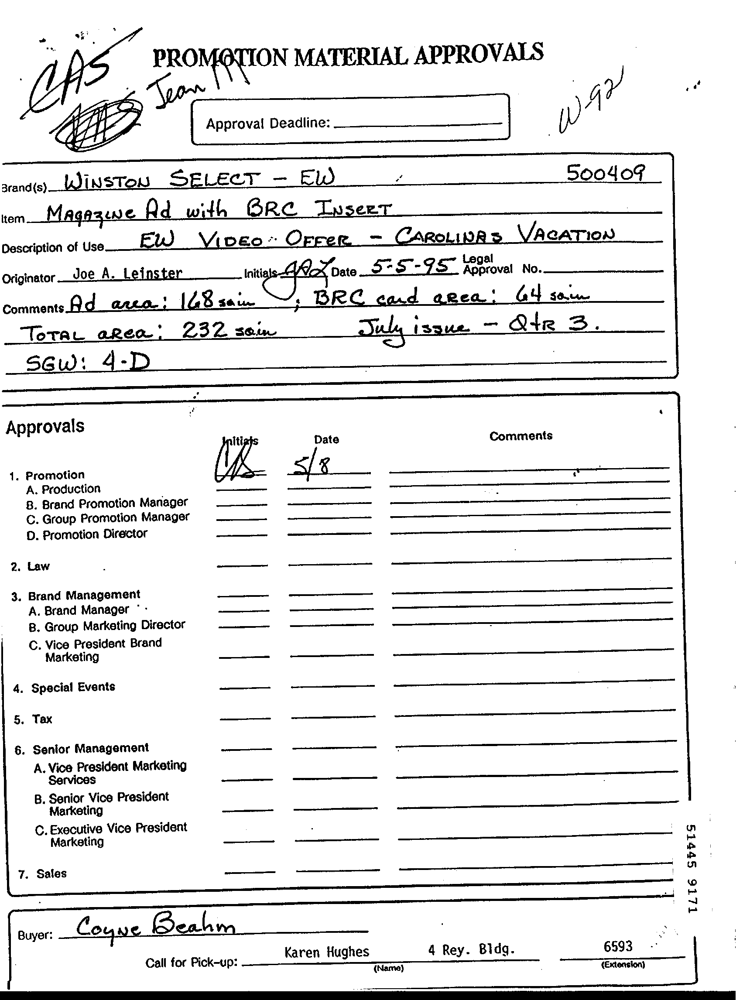 PROMOTION MATERIAL APPROVALS
CAS
Jean M
W-92
Approval Deadline:
Brand(s) WINSTON SELECT - EW 500409
Item MAGAZINE Ad with BRC INSERT
Description of Use EW VIDEO OFFER - CAROLINAS VACATION
Originator Joe A. Leinster Initials JAL Date 5-5-95 Legal Approval No.
Comments Ad area: 168 sqin ; BRC card area: 64 sqin
TOTAL area: 232 sqin July issue - QtR 3.
SGW: 4-D
Approvals
Initials Date Comments
1. Promotion CAS 5/8
A. Production
B. Brand Promotion Manager
C. Group Promotion Manager
D. Promotion Director
2. Law
3. Brand Management
A. Brand Manager
B. Group Marketing Director
C. Vice President Brand
Marketing
4. Special Events
5. Tax
6. Senior Management
A. Vice President Marketing
Services
B. Senior Vice President
Marketing
C. Executive Vice President
Marketing
7. Sales
51445 9171
Buyer: Coyne Beahm
Call for Pick-up: Karen Hughes 4 Rey. Bldg. 6593
(Name) (Extension)